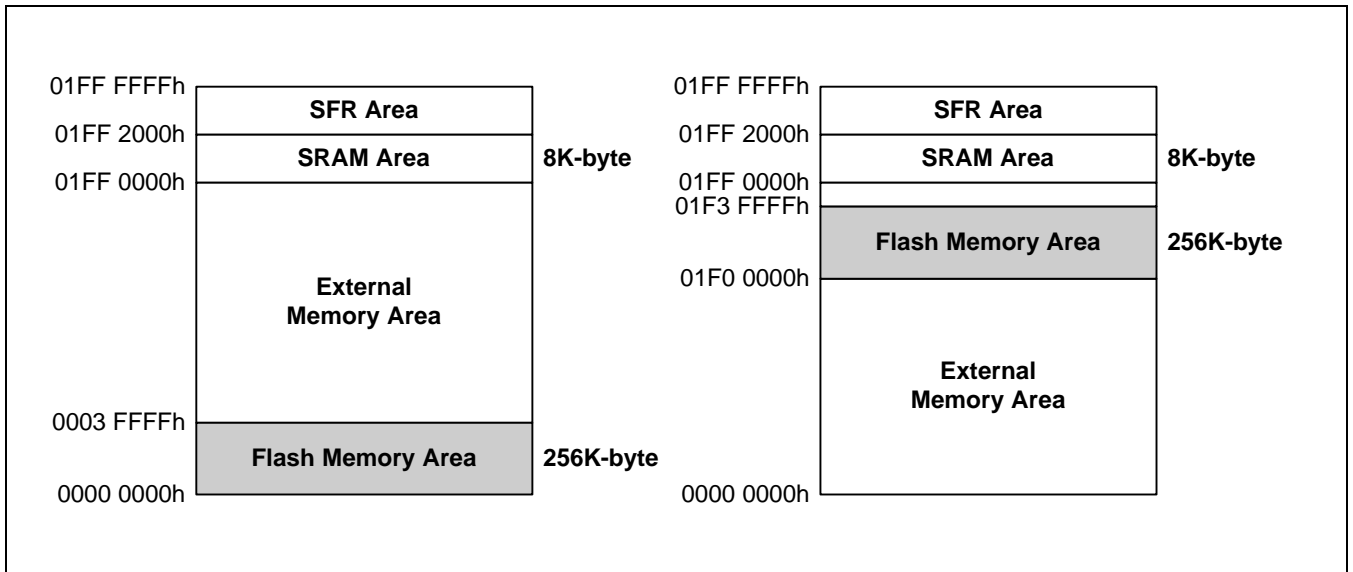 01FF FFFFh
SFR Area
01FF 2000h
SRAM Area
8K-byte
01FF 0000h
External
Memory Area
0003 FFFFh
Flash Memory Area
256K-byte
0000 0000h
01FF FFFFh
SFR Area
01FF 2000h
SRAM Area
8K-byte
01FF 0000h
01F3 FFFFh
Flash Memory Area
256K-byte
01F0 0000h
External
Memory Area
0000 0000h